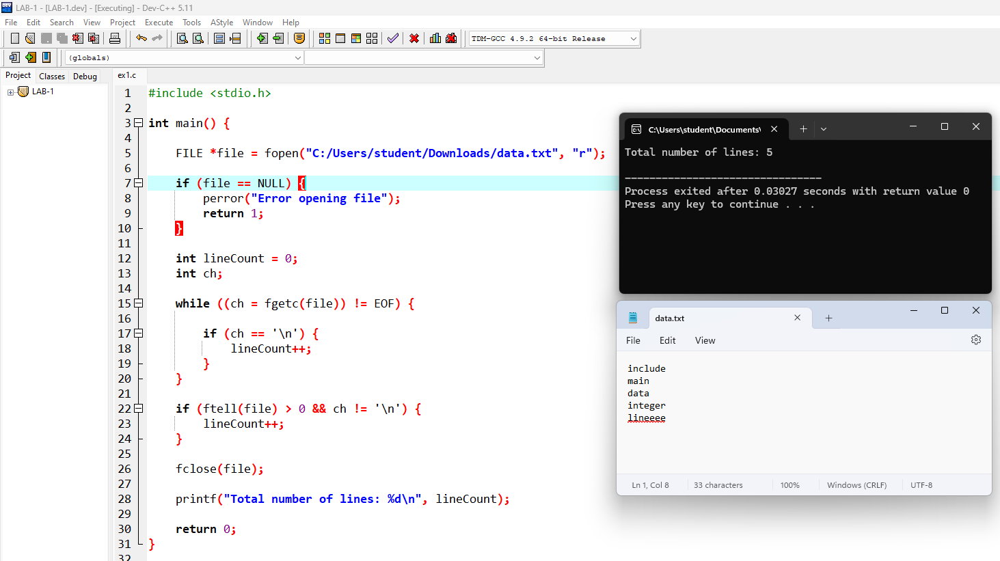 LAB-1 - [LAB-1.dev] - [Executing] - Dev-C++ 5.11
File Edit Search View Project Execute Tools AStyle Window Help
TDM-GCC 4.9.2 64-bit Release
(globals)
Project Classes Debug
LAB-1
ex1.c
1 #include <stdio.h>
2
3 int main() {
4
5     FILE *file = fopen("C:/Users/student/Downloads/data.txt", "r");
6
7     if (file == NULL) {
8         perror("Error opening file");
9         return 1;
10     }
11
12     int lineCount = 0;
13     int ch;
14
15     while ((ch = fgetc(file)) != EOF) {
16
17         if (ch == '\n') {
18             lineCount++;
19         }
20     }
21
22     if (ftell(file) > 0 && ch != '\n') {
23         lineCount++;
24     }
25
26     fclose(file);
27
28     printf("Total number of lines: %d\n", lineCount);
29
30     return 0;
31 }
32
C:\Users\student\Documents\
Total number of lines: 5
--------------------------------
Process exited after 0.03027 seconds with return value 0
Press any key to continue . . .
data.txt
File Edit View
include
main
data
integer
lineeee
Ln 1, Col 8 33 characters 100% Windows (CRLF) UTF-8